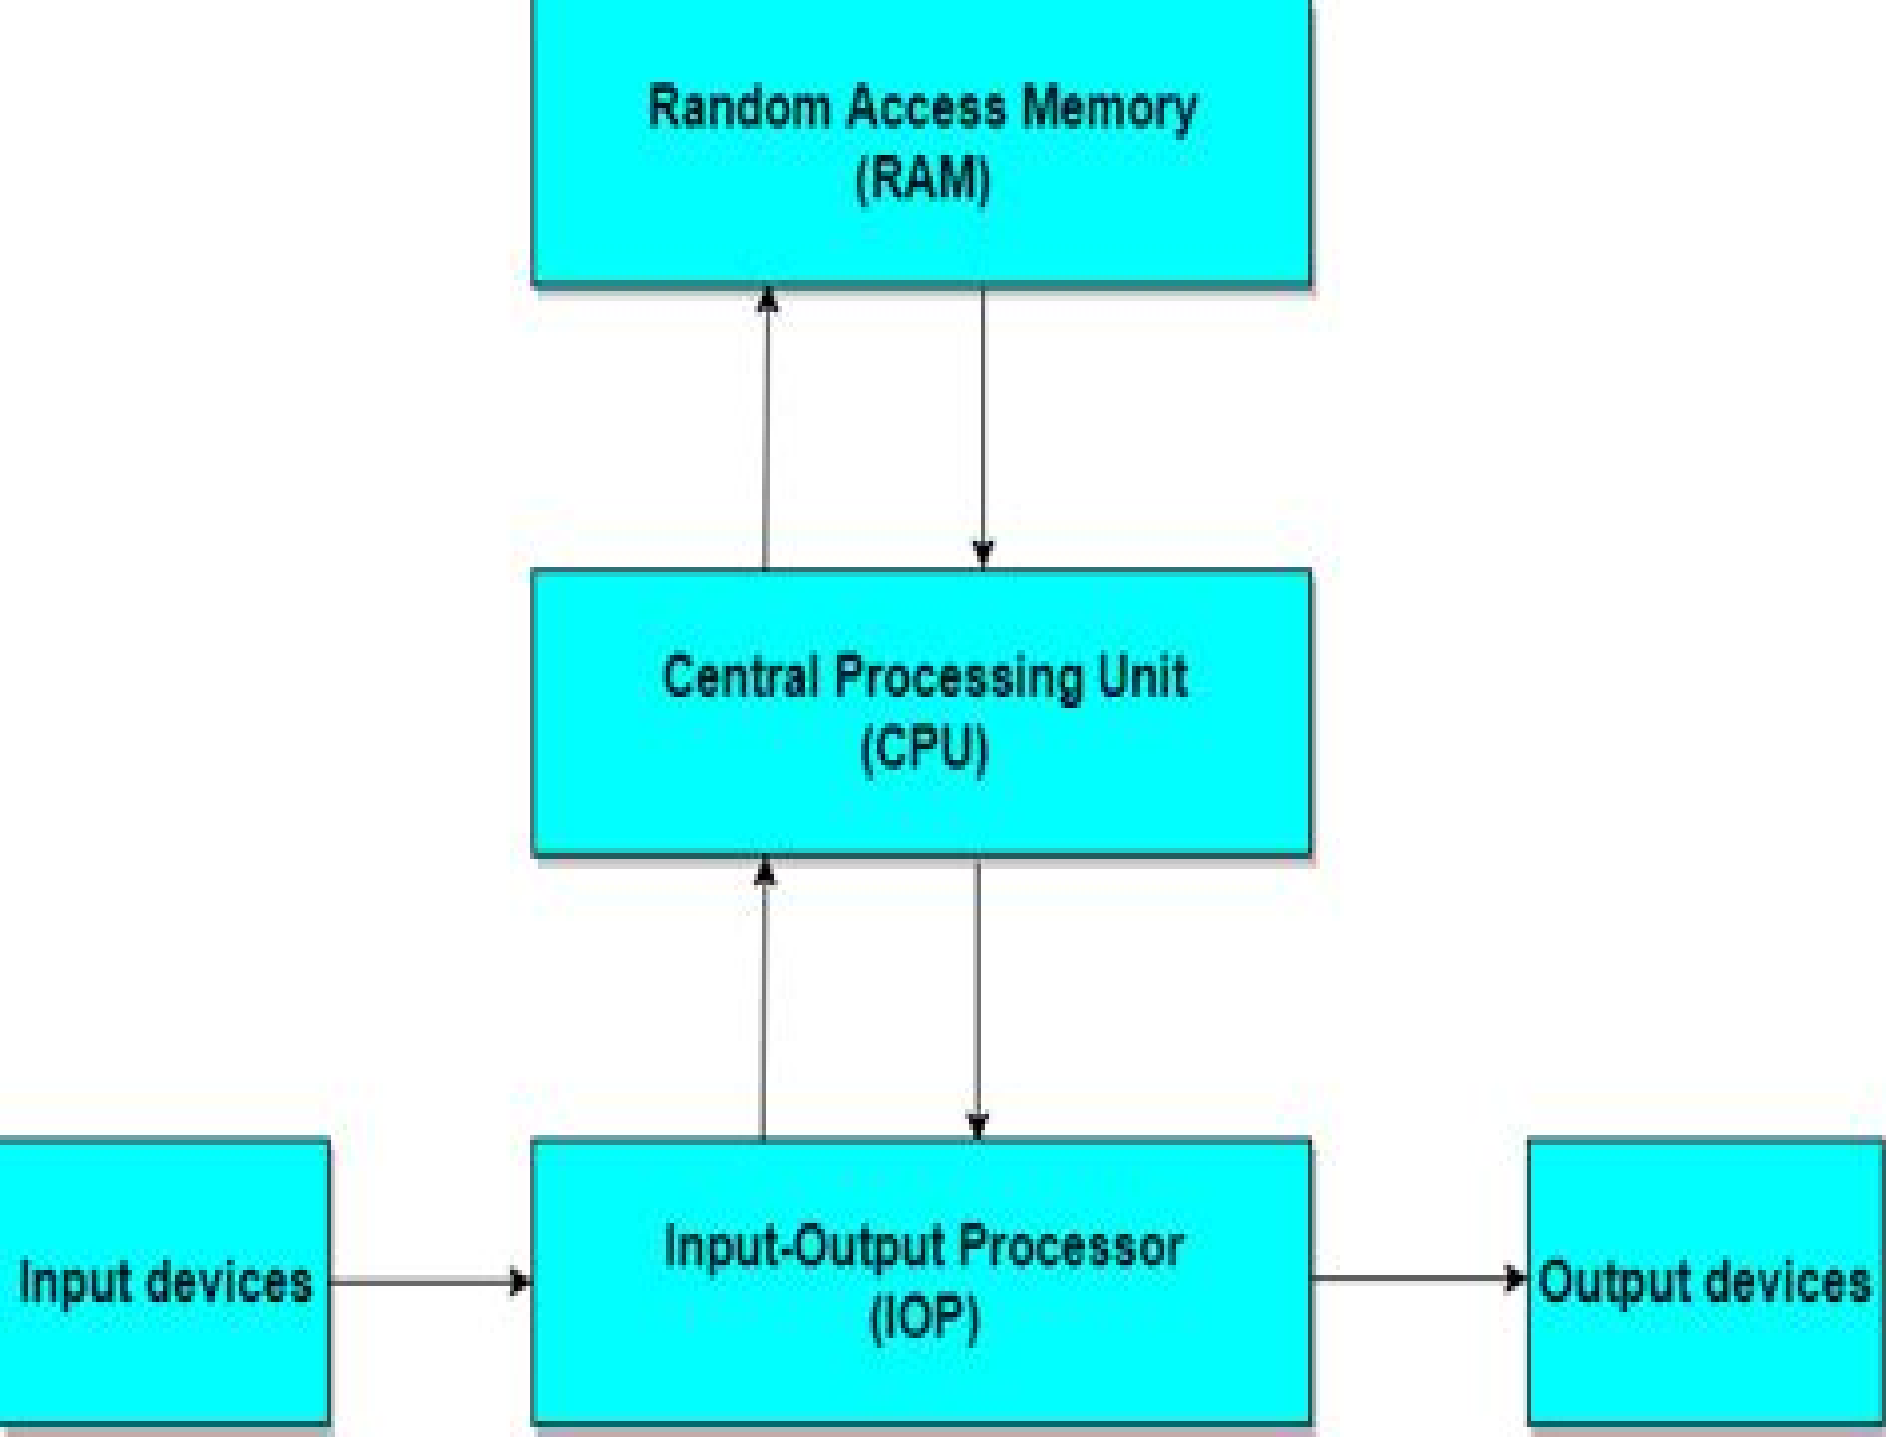 Random Access Memory
(RAM)
Central Processing Unit
(CPU)
Input devices
Input-Output Processor
(IOP)
Output devices